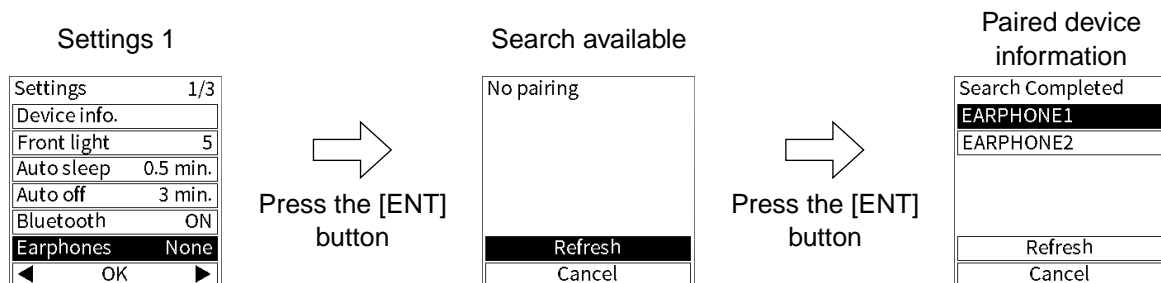 Settings 1
Settings 1/3
Device info.
Front light 5
Auto sleep 0.5 min.
Auto off 3 min.
Bluetooth ON
Earphones None
◀ OK ▶
Press the [ENT]
button
Search available
No pairing
Refresh
Cancel
Press the [ENT]
button
Paired device
information
Search Completed
EARPHONE1
EARPHONE2
Refresh
Cancel